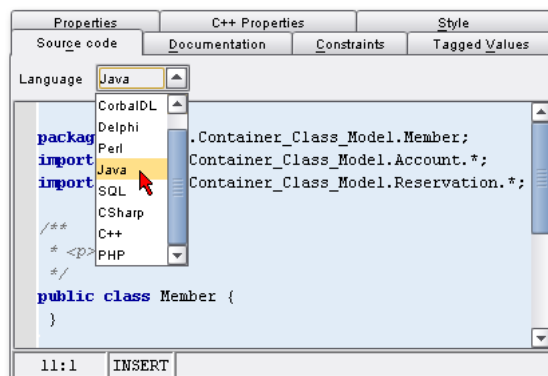 Properties C++ Properties Style
Source code Documentation Constraints Tagged Values
Language Java
CorbaIDL
Delphi
Perl
Java
SQL
CSharp
C++
PHP
packag .Container_Class_Model.Member;
import Container_Class_Model.Account.*;
import Container_Class_Model.Reservation.*;
/**
* <p>
*/
public class Member {
}
11:1 INSERT